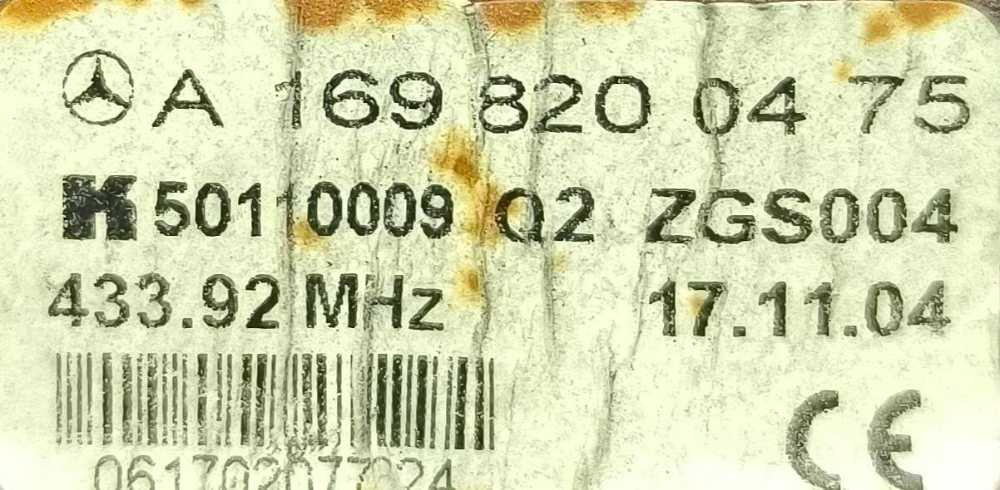 A 169 820 04 75
K 50110009 Q2 ZGS004
433.92 MHz 17.11.04
CE